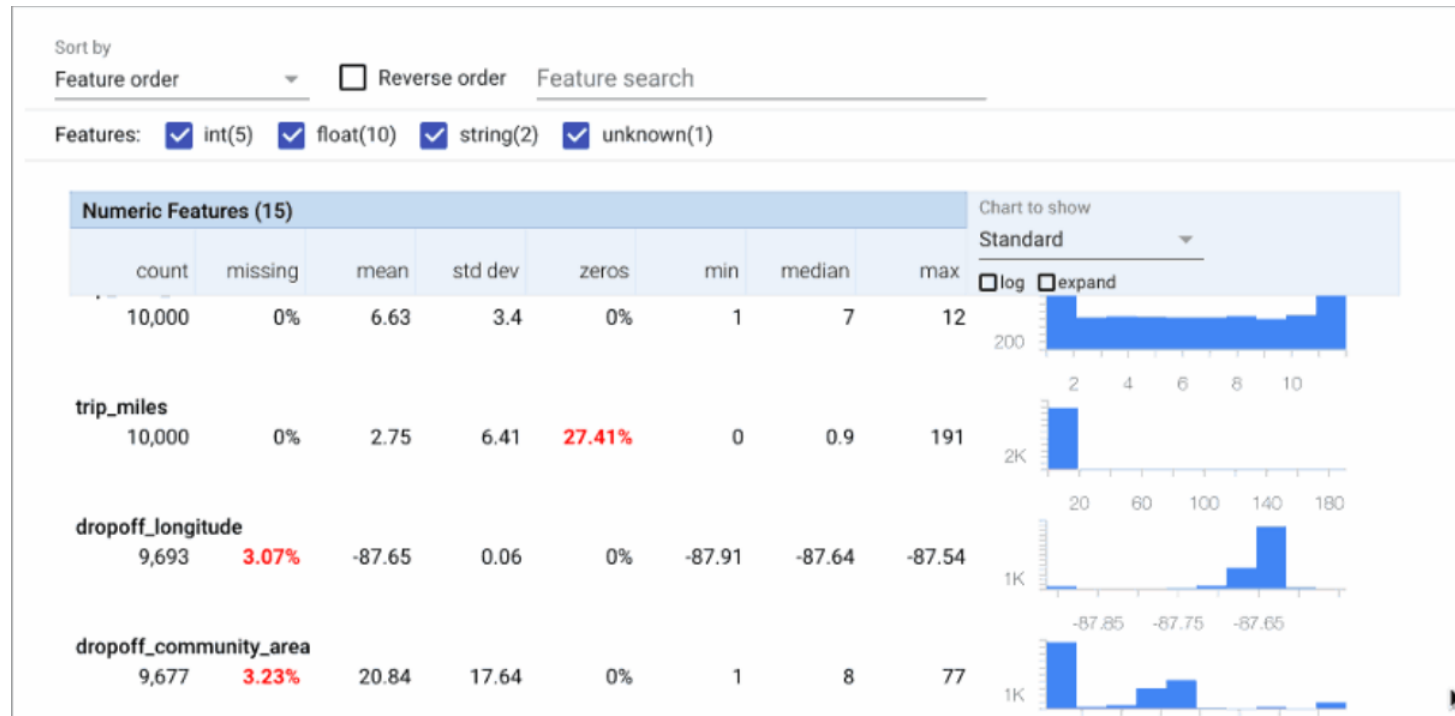 Sort by
Feature order
Reverse order
Feature search
Features: int(5) float(10) string(2) unknown(1)
Numeric Features (15)
Chart to show
Standard
count missing mean std dev zeros min median max
log expand
10,000 0% 6.63 3.4 0% 1 7 12
200
2 4 6 8 10
trip_miles
10,000 0% 2.75 6.41 27.41% 0 0.9 191
2K
20 60 100 140 180
dropoff_longitude
9,693 3.07% -87.65 0.06 0% -87.91 -87.64 -87.54
1K
-87.85 -87.75 -87.65
dropoff_community_area
9,677 3.23% 20.84 17.64 0% 1 8 77
1K